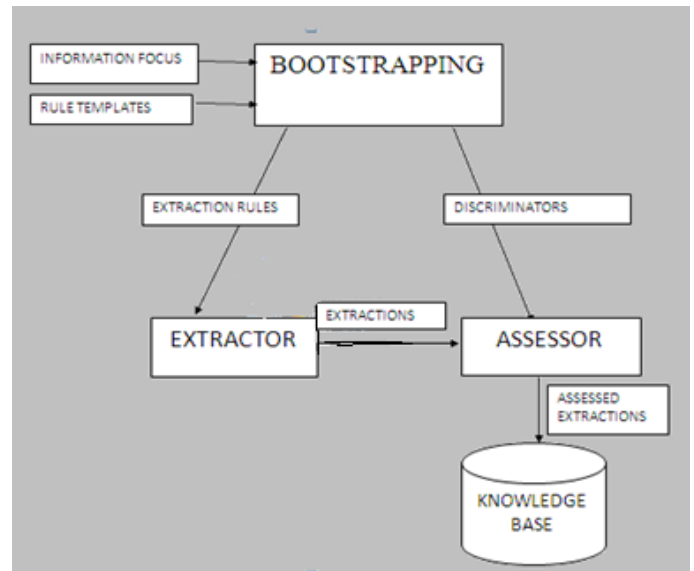 INFORMATION FOCUS
BOOTSTRAPPING
RULE TEMPLATES
EXTRACTION RULES
DISCRIMINATORS
EXTRACTIONS
EXTRACTOR
ASSESSOR
ASSESSED
EXTRACTIONS
KNOWLEDGE
BASE